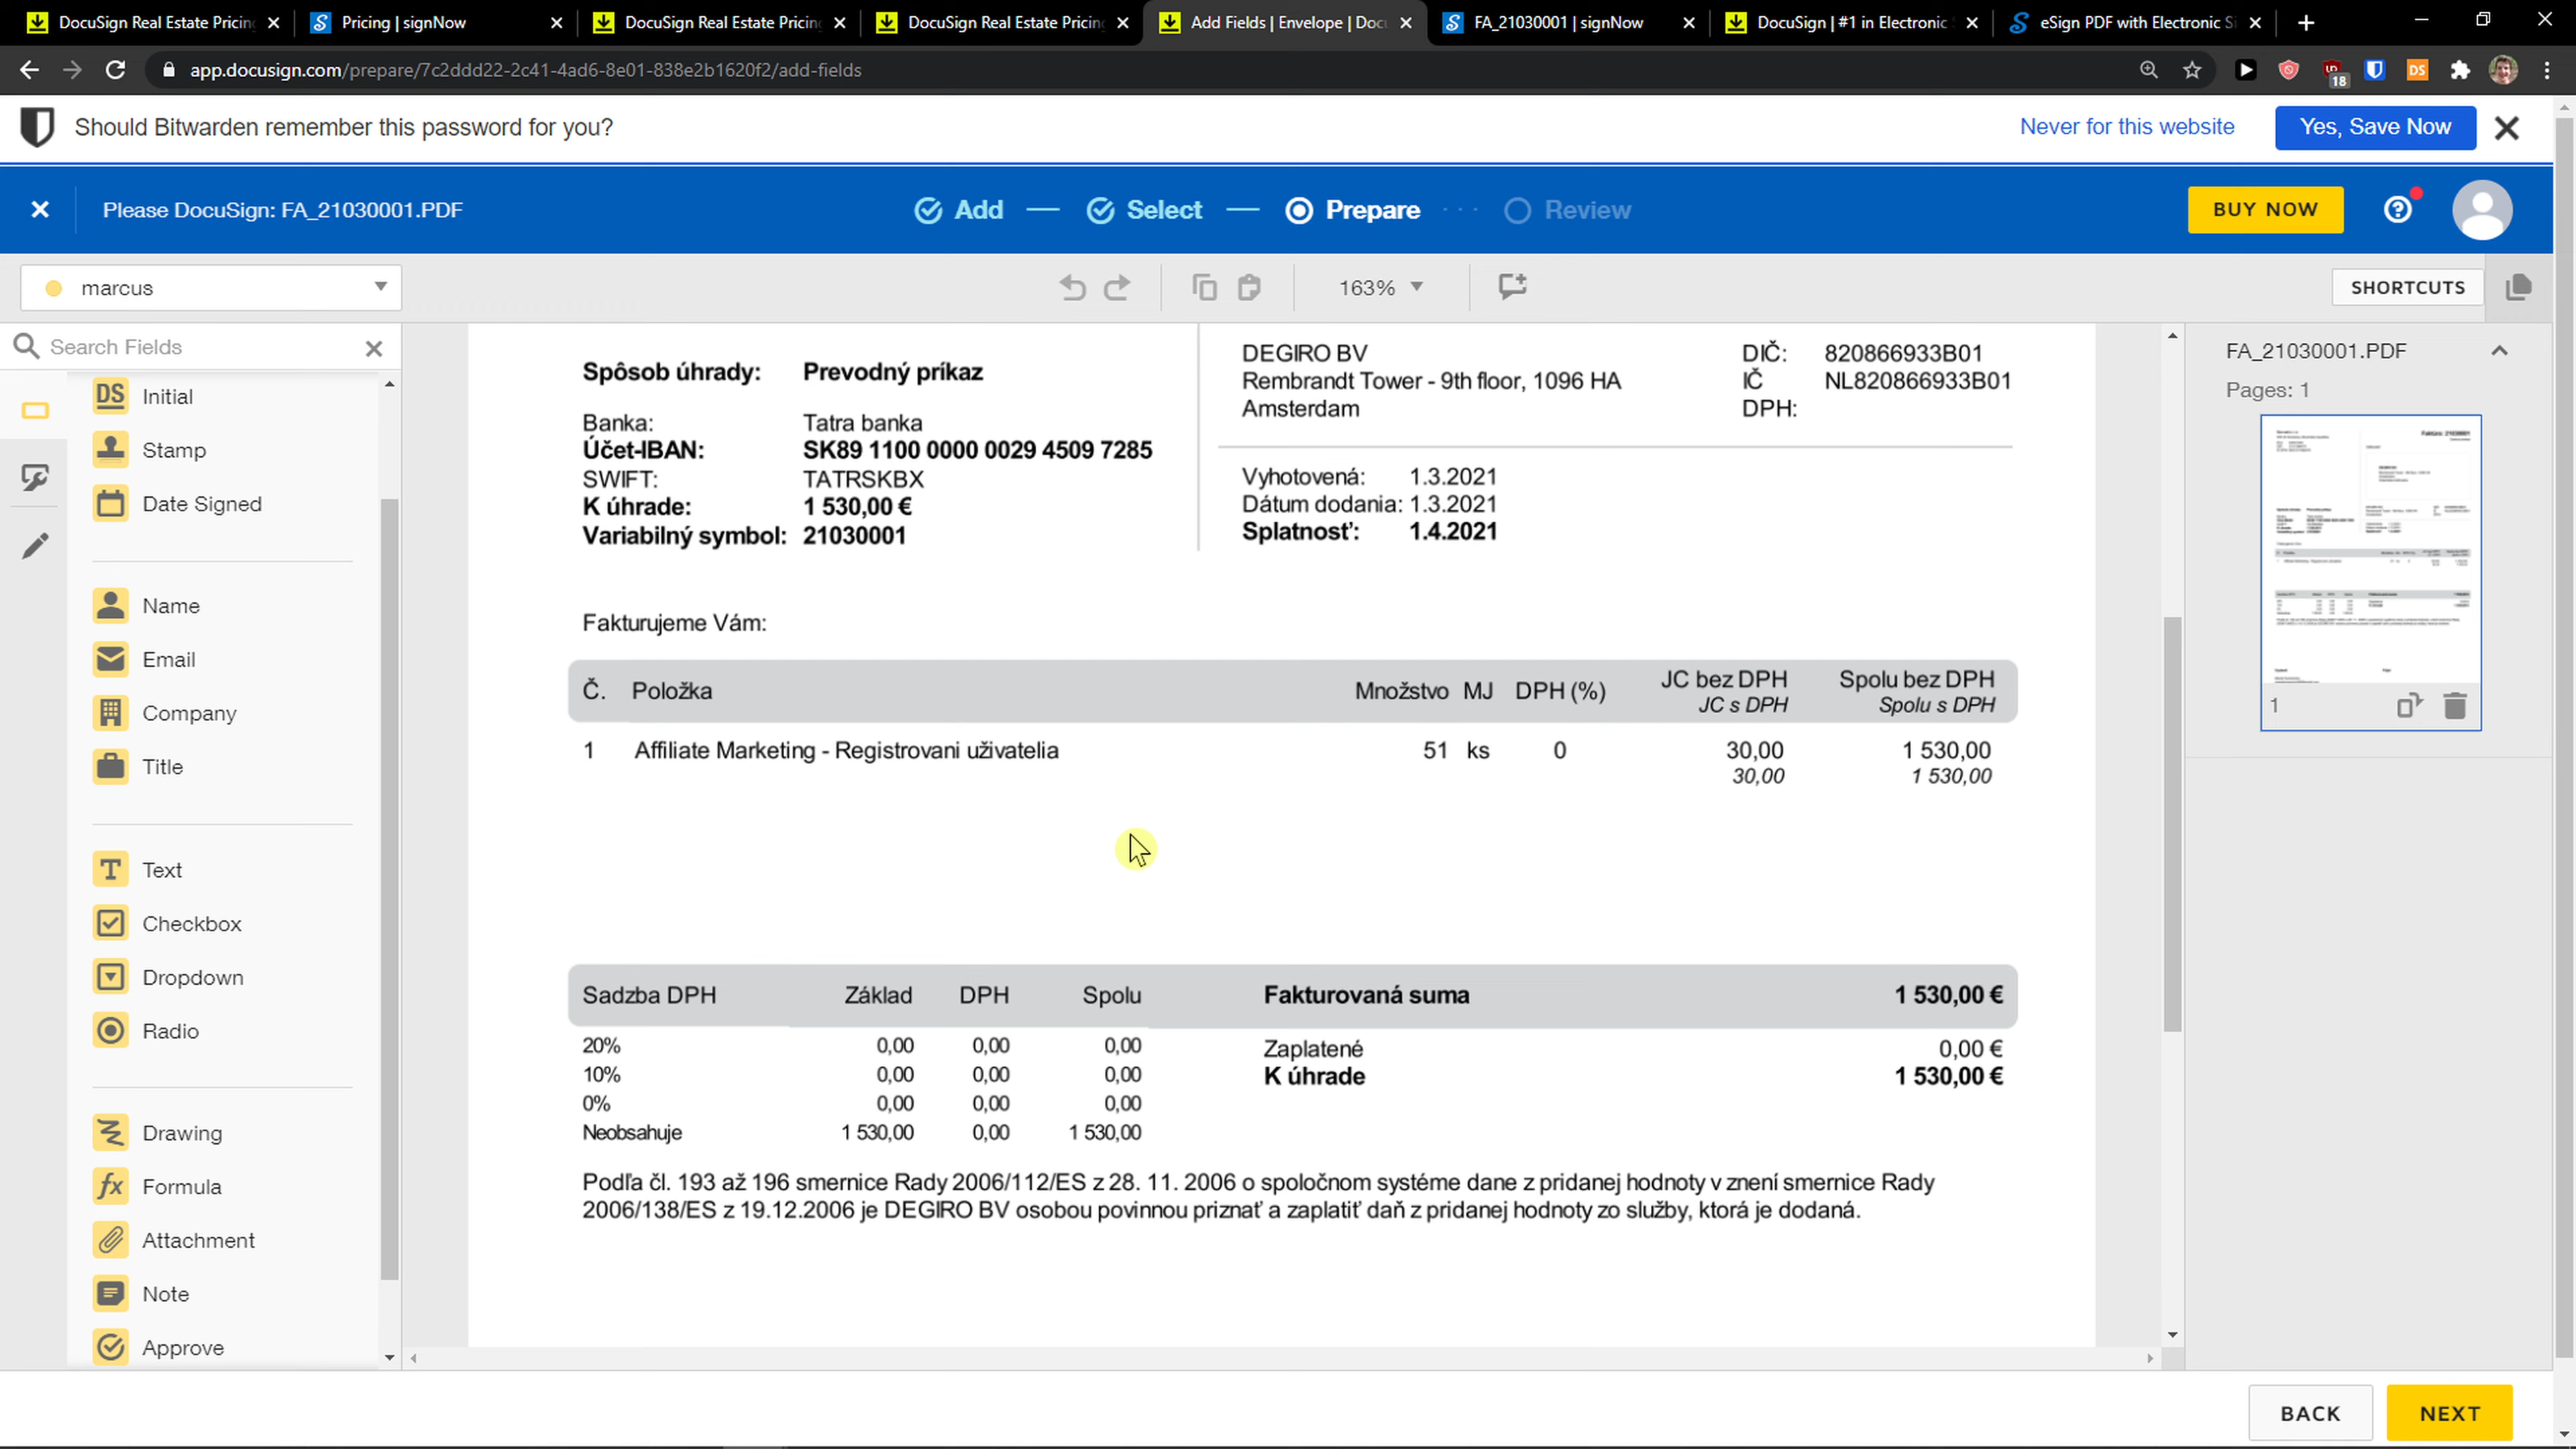 DocuSign Real Estate Pricing
Pricing | signNow
DocuSign Real Estate Pricing
DocuSign Real Estate Pricing
Add Fields | Envelope | Docu
FA_21030001 | signNow
DocuSign | #1 in Electronic S
eSign PDF with Electronic Si
app.docusign.com/prepare/7c2ddd22-2c41-4ad6-8e01-838e2b1620f2/add-fields
18
DS
Should Bitwarden remember this password for you?
Never for this website
Yes, Save Now
Please DocuSign: FA_21030001.PDF
Add
Select
Prepare
Review
BUY NOW
marcus
163%
SHORTCUTS
Search Fields
DS Initial
Stamp
Date Signed
Name
Email
Company
Title
Text
Checkbox
Dropdown
Radio
Drawing
Formula
Attachment
Note
Approve
Spôsob úhrady: Prevodný príkaz
Banka: Tatra banka
Účet-IBAN: SK89 1100 0000 0029 4509 7285
SWIFT: TATRSKBX
K úhrade: 1 530,00 €
Variabilný symbol: 21030001
DEGIRO BV
Rembrandt Tower - 9th floor, 1096 HA
Amsterdam
DIČ: 820866933B01
IČ NL820866933B01
DPH:
Vyhotovená: 1.3.2021
Dátum dodania: 1.3.2021
Splatnosť: 1.4.2021
Fakturujeme Vám:
Č. Položka Množstvo MJ DPH (%) JC bez DPH Spolu bez DPH
JC s DPH Spolu s DPH
1 Affiliate Marketing - Registrovani uživatelia 51 ks 0 30,00 1 530,00
30,00 1 530,00
Sadzba DPH Základ DPH Spolu
20% 0,00 0,00 0,00
10% 0,00 0,00 0,00
0% 0,00 0,00 0,00
Neobsahuje 1 530,00 0,00 1 530,00
Fakturovaná suma 1 530,00 €
Zaplatené 0,00 €
K úhrade 1 530,00 €
Podľa čl. 193 až 196 smernice Rady 2006/112/ES z 28. 11. 2006 o spoločnom systéme dane z pridanej hodnoty v znení smernice Rady
2006/138/ES z 19.12.2006 je DEGIRO BV osobou povinnou priznať a zaplatiť daň z pridanej hodnoty zo služby, ktorá je dodaná.
FA_21030001.PDF
Pages: 1
1
BACK
NEXT